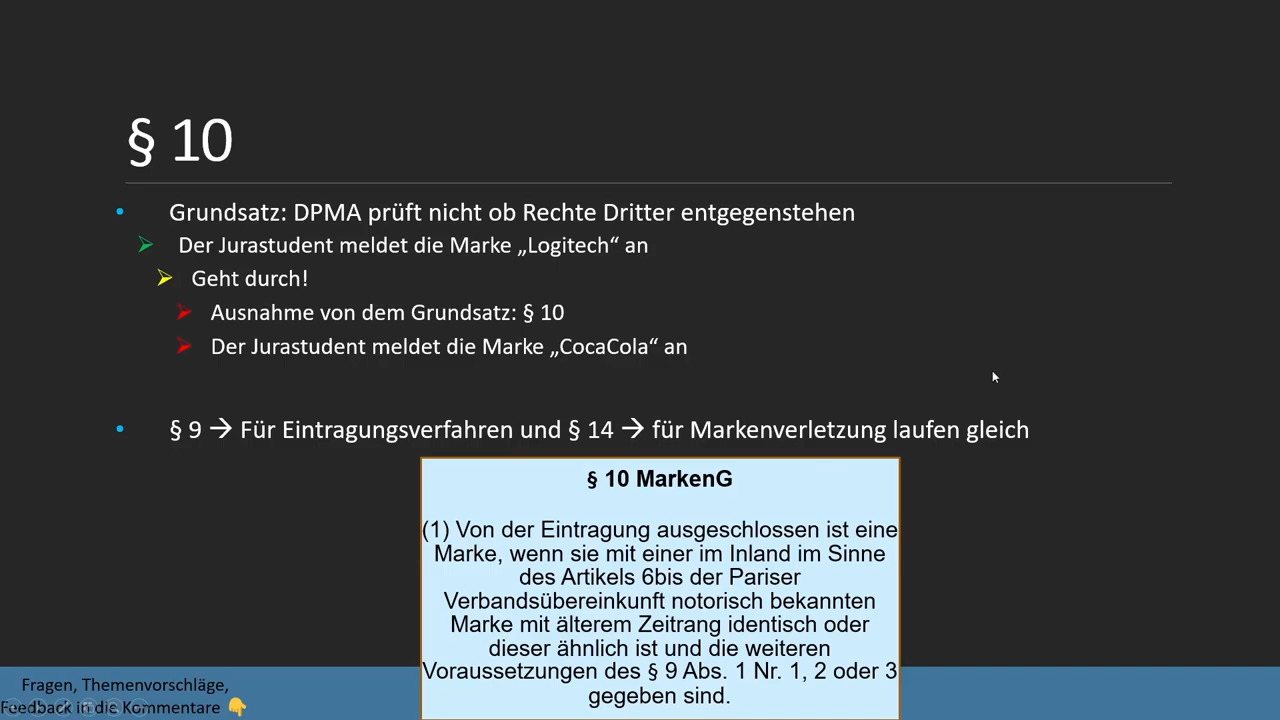 § 10
Grundsatz: DPMA prüft nicht ob Rechte Dritter entgegenstehen
Der Jurastudent meldet die Marke „Logitech“ an
Geht durch!
Ausnahme von dem Grundsatz: § 10
Der Jurastudent meldet die Marke „CocaCola“ an
§ 9 → Für Eintragungsverfahren und § 14 → für Markenverletzung laufen gleich
§ 10 MarkenG
(1) Von der Eintragung ausgeschlossen ist eine
Marke, wenn sie mit einer im Inland im Sinne
des Artikels 6bis der Pariser
Verbandsübereinkunft notorisch bekannten
Marke mit älterem Zeitrang identisch oder
dieser ähnlich ist und die weiteren
Voraussetzungen des § 9 Abs. 1 Nr. 1, 2 oder 3
gegeben sind.
Fragen, Themenvorschläge,
Feedback in die Kommentare 👇